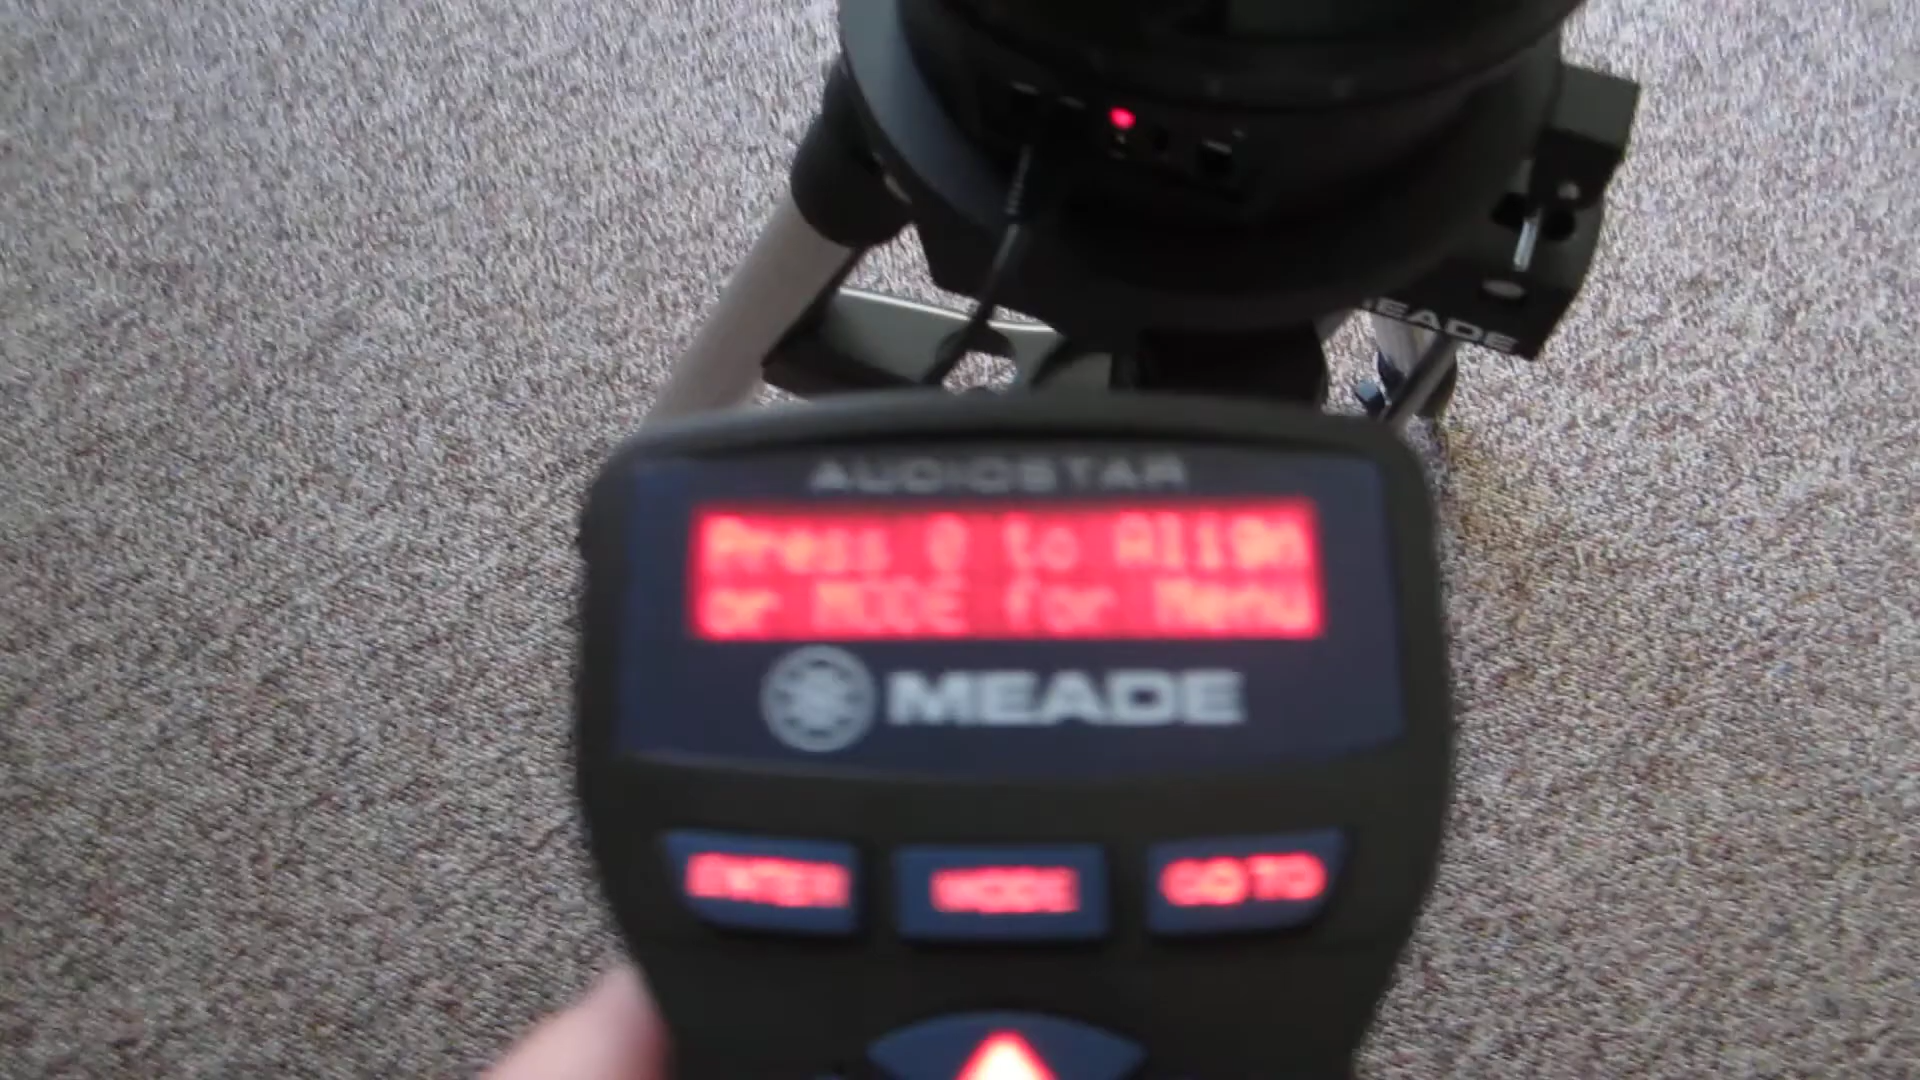 MEADE
AUDIOSTAR
Press 0 to Align
or MODE for Menu
MEADE
ENTER
MODE
GO TO